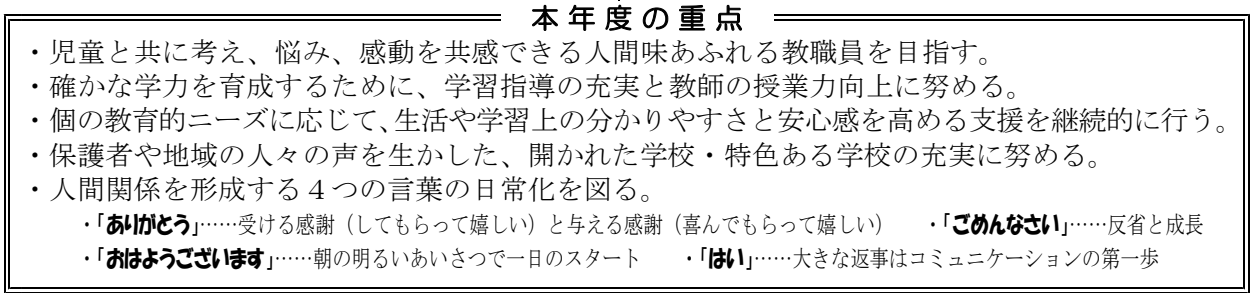 本年度の重点
・児童と共に考え、悩み、感動を共感できる人間味あふれる教職員を目指す。
・確かな学力を育成するために、学習指導の充実と教師の授業力向上に努める。
・個の教育的ニーズに応じて、生活や学習上の分かりやすさと安心感を高める支援を継続的に行う。
・保護者や地域の人々の声を生かした、開かれた学校・特色ある学校の充実に努める。
・人間関係を形成する４つの言葉の日常化を図る。
・「ありがとう」……受ける感謝（してもらって嬉しい）と与える感謝（喜んでもらって嬉しい）　・「ごめんなさい」……反省と成長
・「おはようございます」……朝の明るいあいさつで一日のスタート　・「はい」……大きな返事はコミュニケーションの第一歩